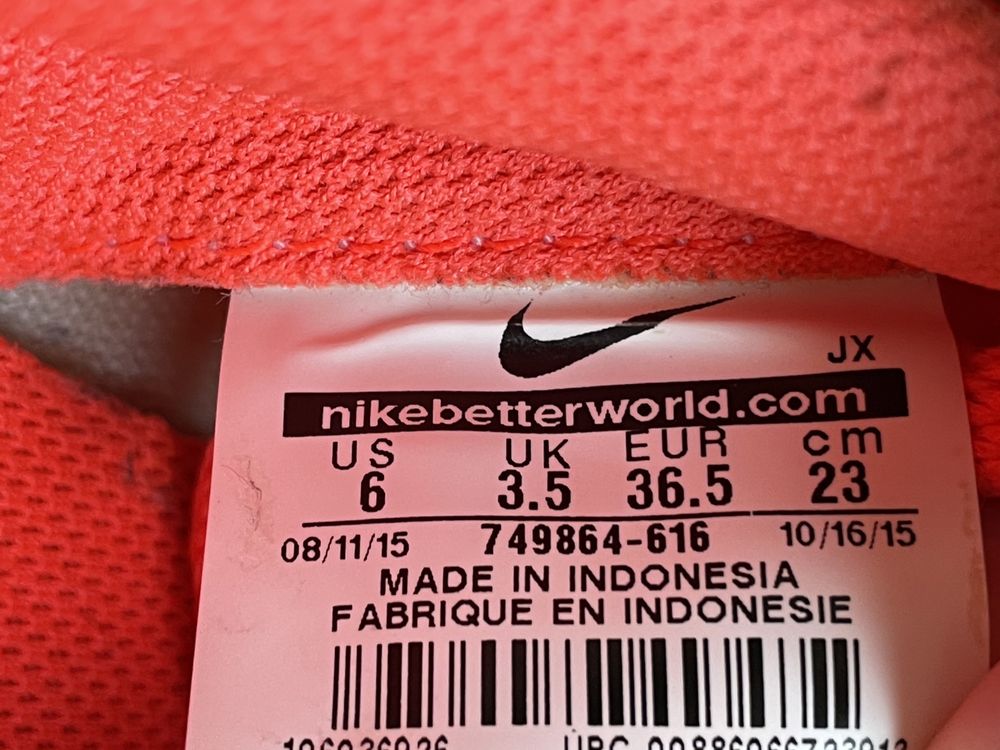 JX
nikebetterworld.com
US UK EUR cm
6 3.5 36.5 23
08/11/15 749864-616 10/16/15
MADE IN INDONESIA
FABRIQUE EN INDONESIE
UPC